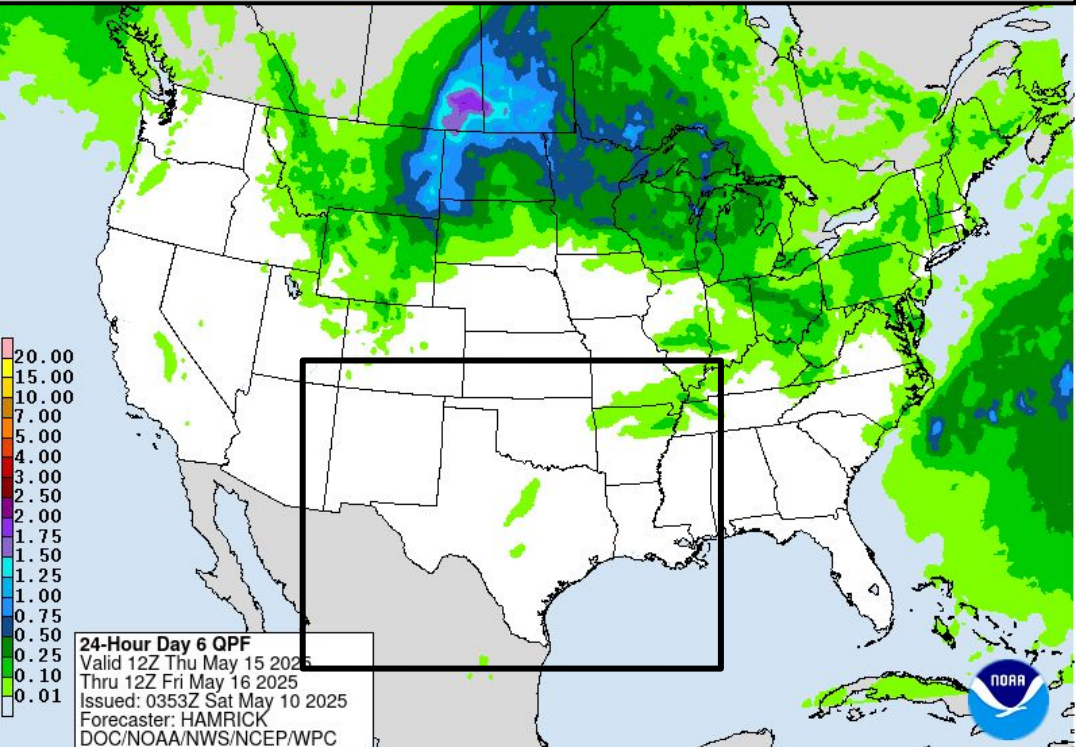 20.00
15.00
10.00
7.00
5.00
4.00
3.00
2.50
2.00
1.75
1.50
1.25
1.00
0.75
0.50
0.25
0.10
0.01
24-Hour Day 6 QPF
Valid 12Z Thu May 15 2025
Thru 12Z Fri May 16 2025
Issued: 0353Z Sat May 10 2025
Forecaster: HAMRICK
DOC/NOAA/NWS/NCEP/WPC
NOAA